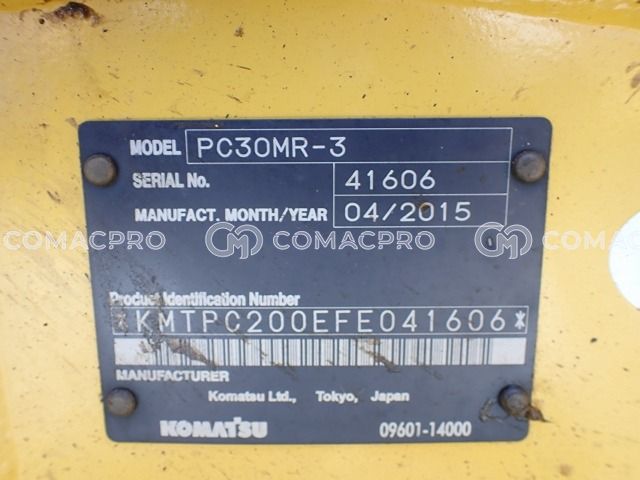 MODEL PC30MR-3
SERIAL No. 41606
MANUFACT. MONTH/YEAR 04/2015
COMACPRO COMACPRO COMACPRO
Product Identification Number
*KMTPC200EFE041606*
MANUFACTURER
Komatsu Ltd., Tokyo, Japan
KOMATSU 09601-14000